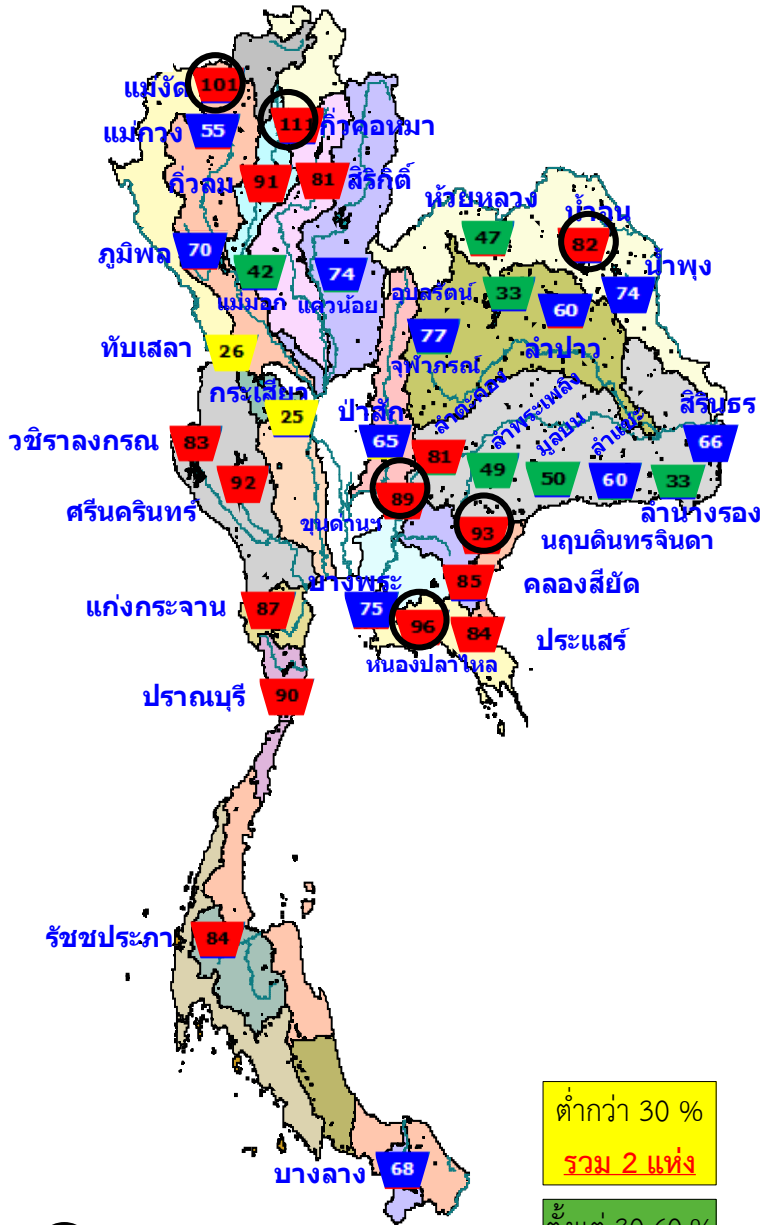 แม่งัด 101
แม่กวง 55
111 กิ่วคอหมา
กิ่วลม 91
81 สิริกิติ์
ห้วยหลวง 47
น้ำอูน 82
ภูมิพล 70
42 แม่มอก
74 แควน้อย
อุบลรัตน์ 33
น้ำพุง 74
60 ลำปาว
77 จุฬาภรณ์
ทับเสลา 26
กระเสียว 25
ป่าสัก 65
ลำตะคอง 81
ลำพระเพลิง 49
มูลบน 50
ลำแชะ 60
สิรินธร 66
33 ลำนางรอง
วชิราลงกรณ 83
ศรีนครินทร์ 92
89 ขุนด่านฯ
93 นฤบดินทรจินดา
85 คลองสียัด
บางพระ 75
แก่งกระจาน 87
96 หนองปลาไหล
84 ประแสร์
ปราณบุรี 90
รัชชประภา 84
บางลาง 68
ต่ำกว่า 30 %
รวม 2 แห่ง
ตั้งแต่ 30-60 %